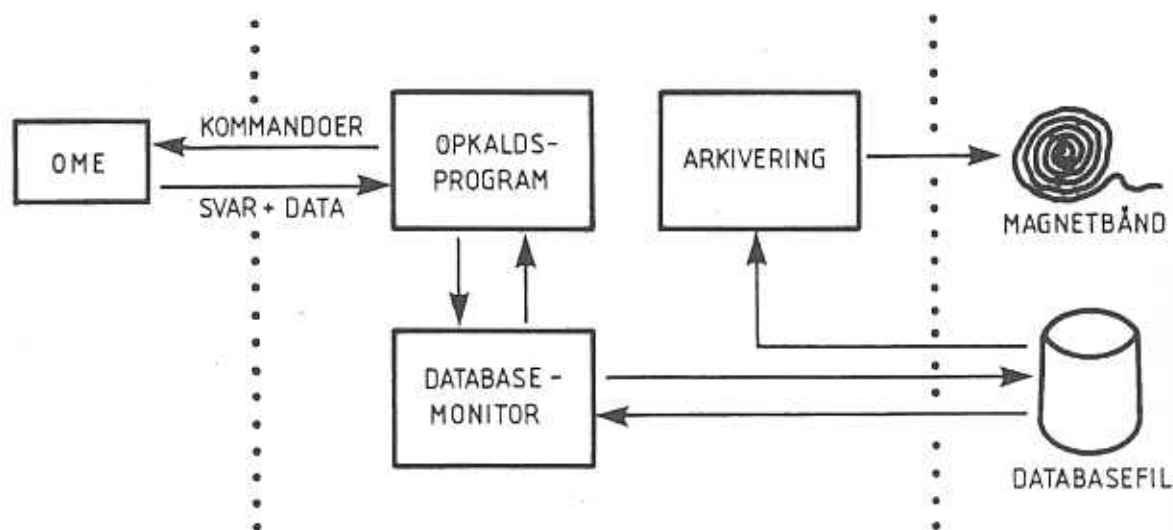 OME
KOMMANDOER
SVAR + DATA
OPKALDS-
PROGRAM
ARKIVERING
MAGNETBÅND
DATABASE-
MONITOR
DATABASEFIL